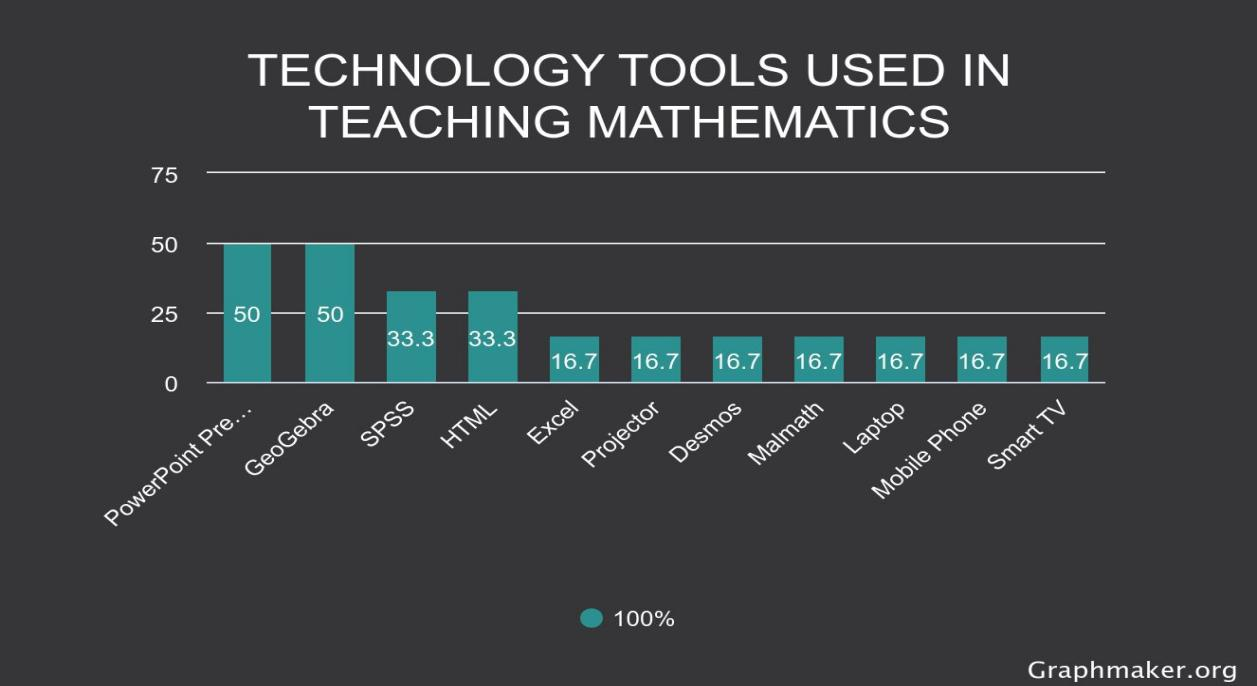 TECHNOLOGY TOOLS USED IN
TEACHING MATHEMATICS
75
50
25
0
50
50
33.3
33.3
16.7
16.7
16.7
16.7
16.7
16.7
16.7
PowerPoint Pre...
GeoGebra
SPSS
HTML
Excel
Projector
Desmos
Malmath
Laptop
Mobile Phone
Smart TV
100%
Graphmaker.org